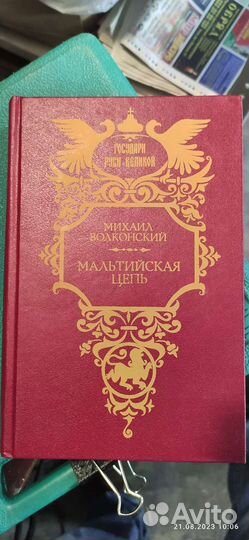 ГОСУДАРИ
РУСИ ВЕЛИКОЙ
МИХАИЛ
ВОЛКОНСКИЙ
МАЛЬТИЙСКАЯ
ЦЕПЬ
Avito
21.08.2023 10:06